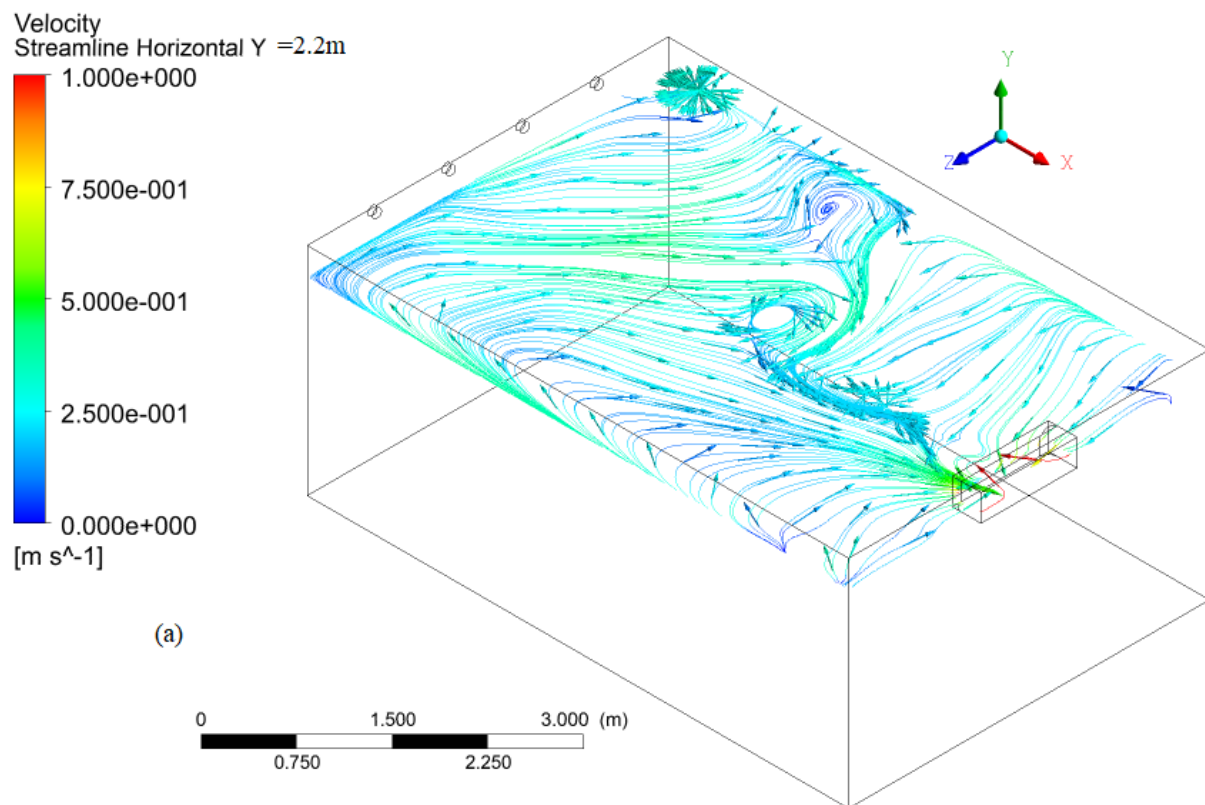 Velocity
Streamline Horizontal Y =2.2m
1.000e+000
7.500e-001
5.000e-001
2.500e-001
0.000e+000
[m s^-1]
Y
Z
X
(a)
0 1.500 3.000 (m)
0.750 2.250